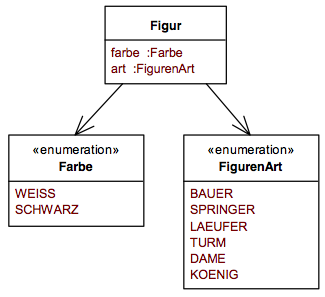 Figur
farbe :Farbe
art :FigurenArt
«enumeration»
Farbe
WEISS
SCHWARZ
«enumeration»
FigurenArt
BAUER
SPRINGER
LAEUFER
TURM
DAME
KOENIG